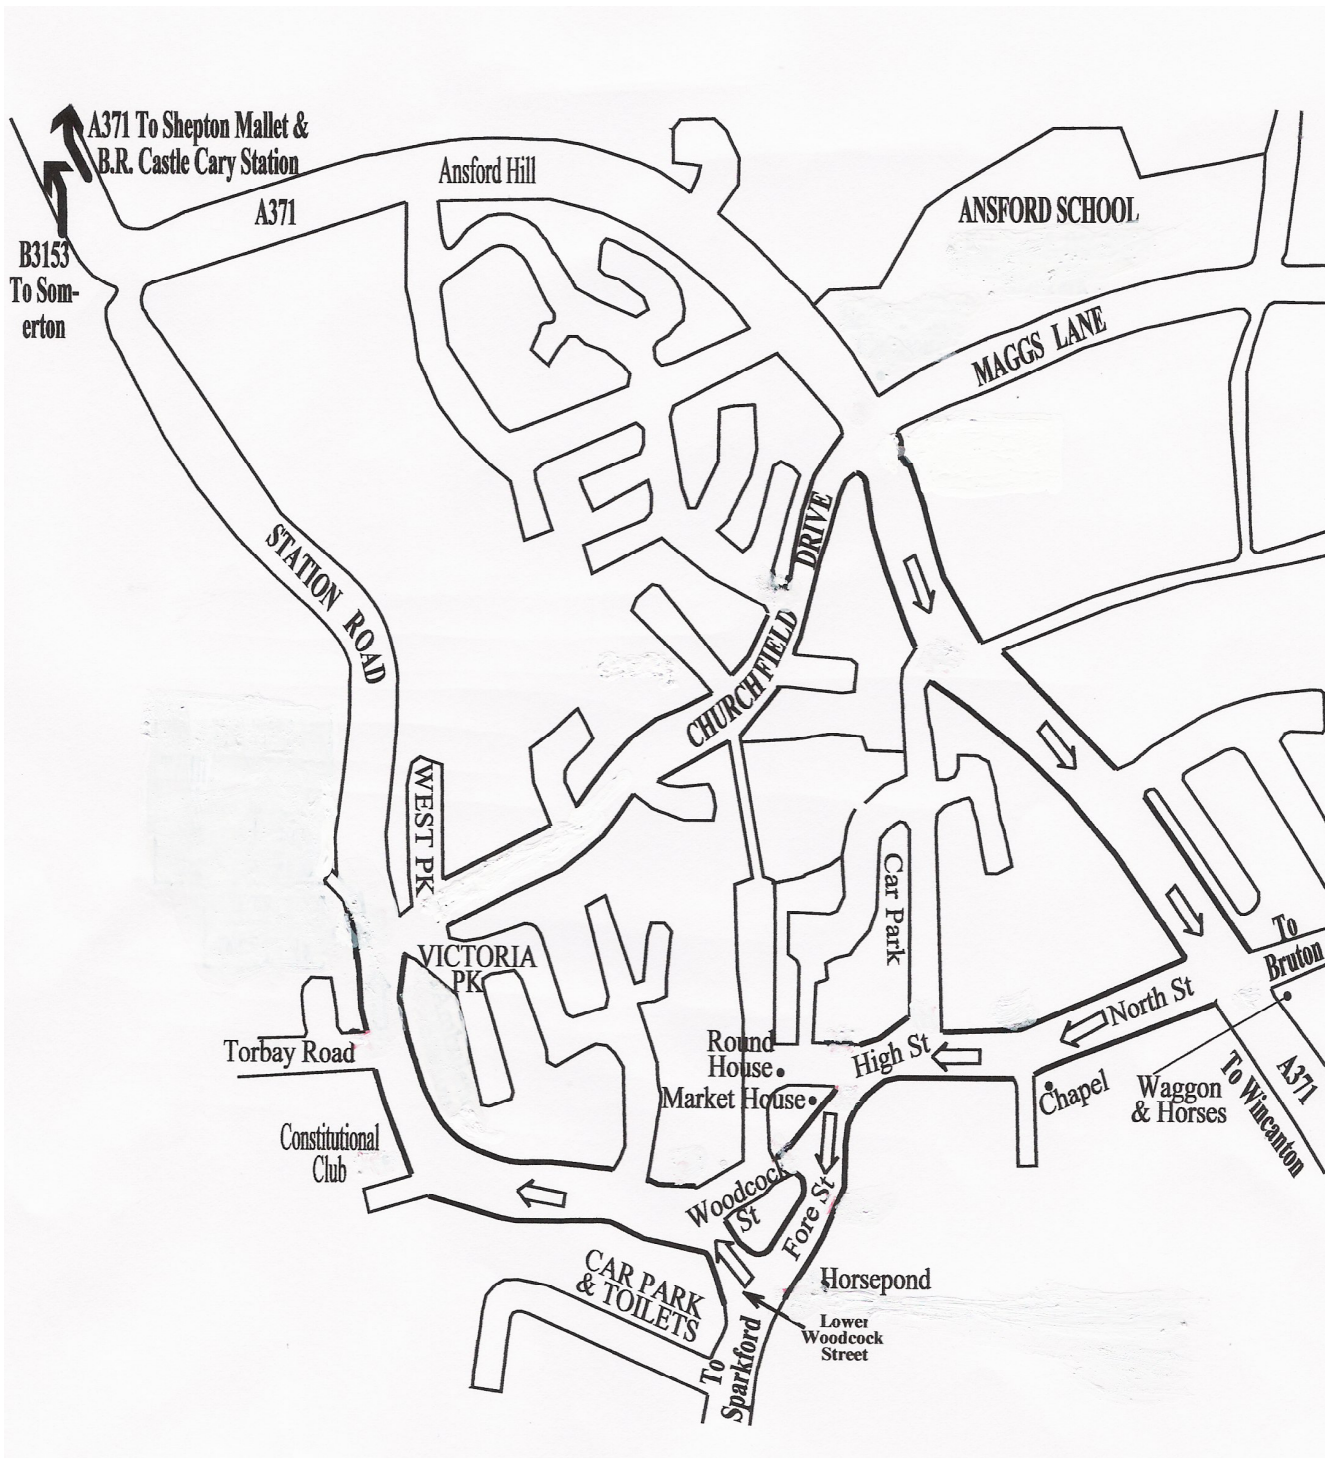 A371 To Shepton Mallet &
B.R. Castle Cary Station
Ansford Hill
A371
ANSFORD SCHOOL
B3153
To Som-
erton
MAGGS LANE
STATION ROAD
DRIVE
CHURCHFIELD
WEST PK
VICTORIA
PK
Car Park
To
Bruton
North St
Torbay Road
Round
House
High St
Market House
Chapel
Waggon
& Horses
A371
To Wincanton
Constitutional
Club
Woodcock
St
Fore St
CAR PARK
& TOILETS
Horsepond
Lower
Woodcock
Street
To
Sparkford